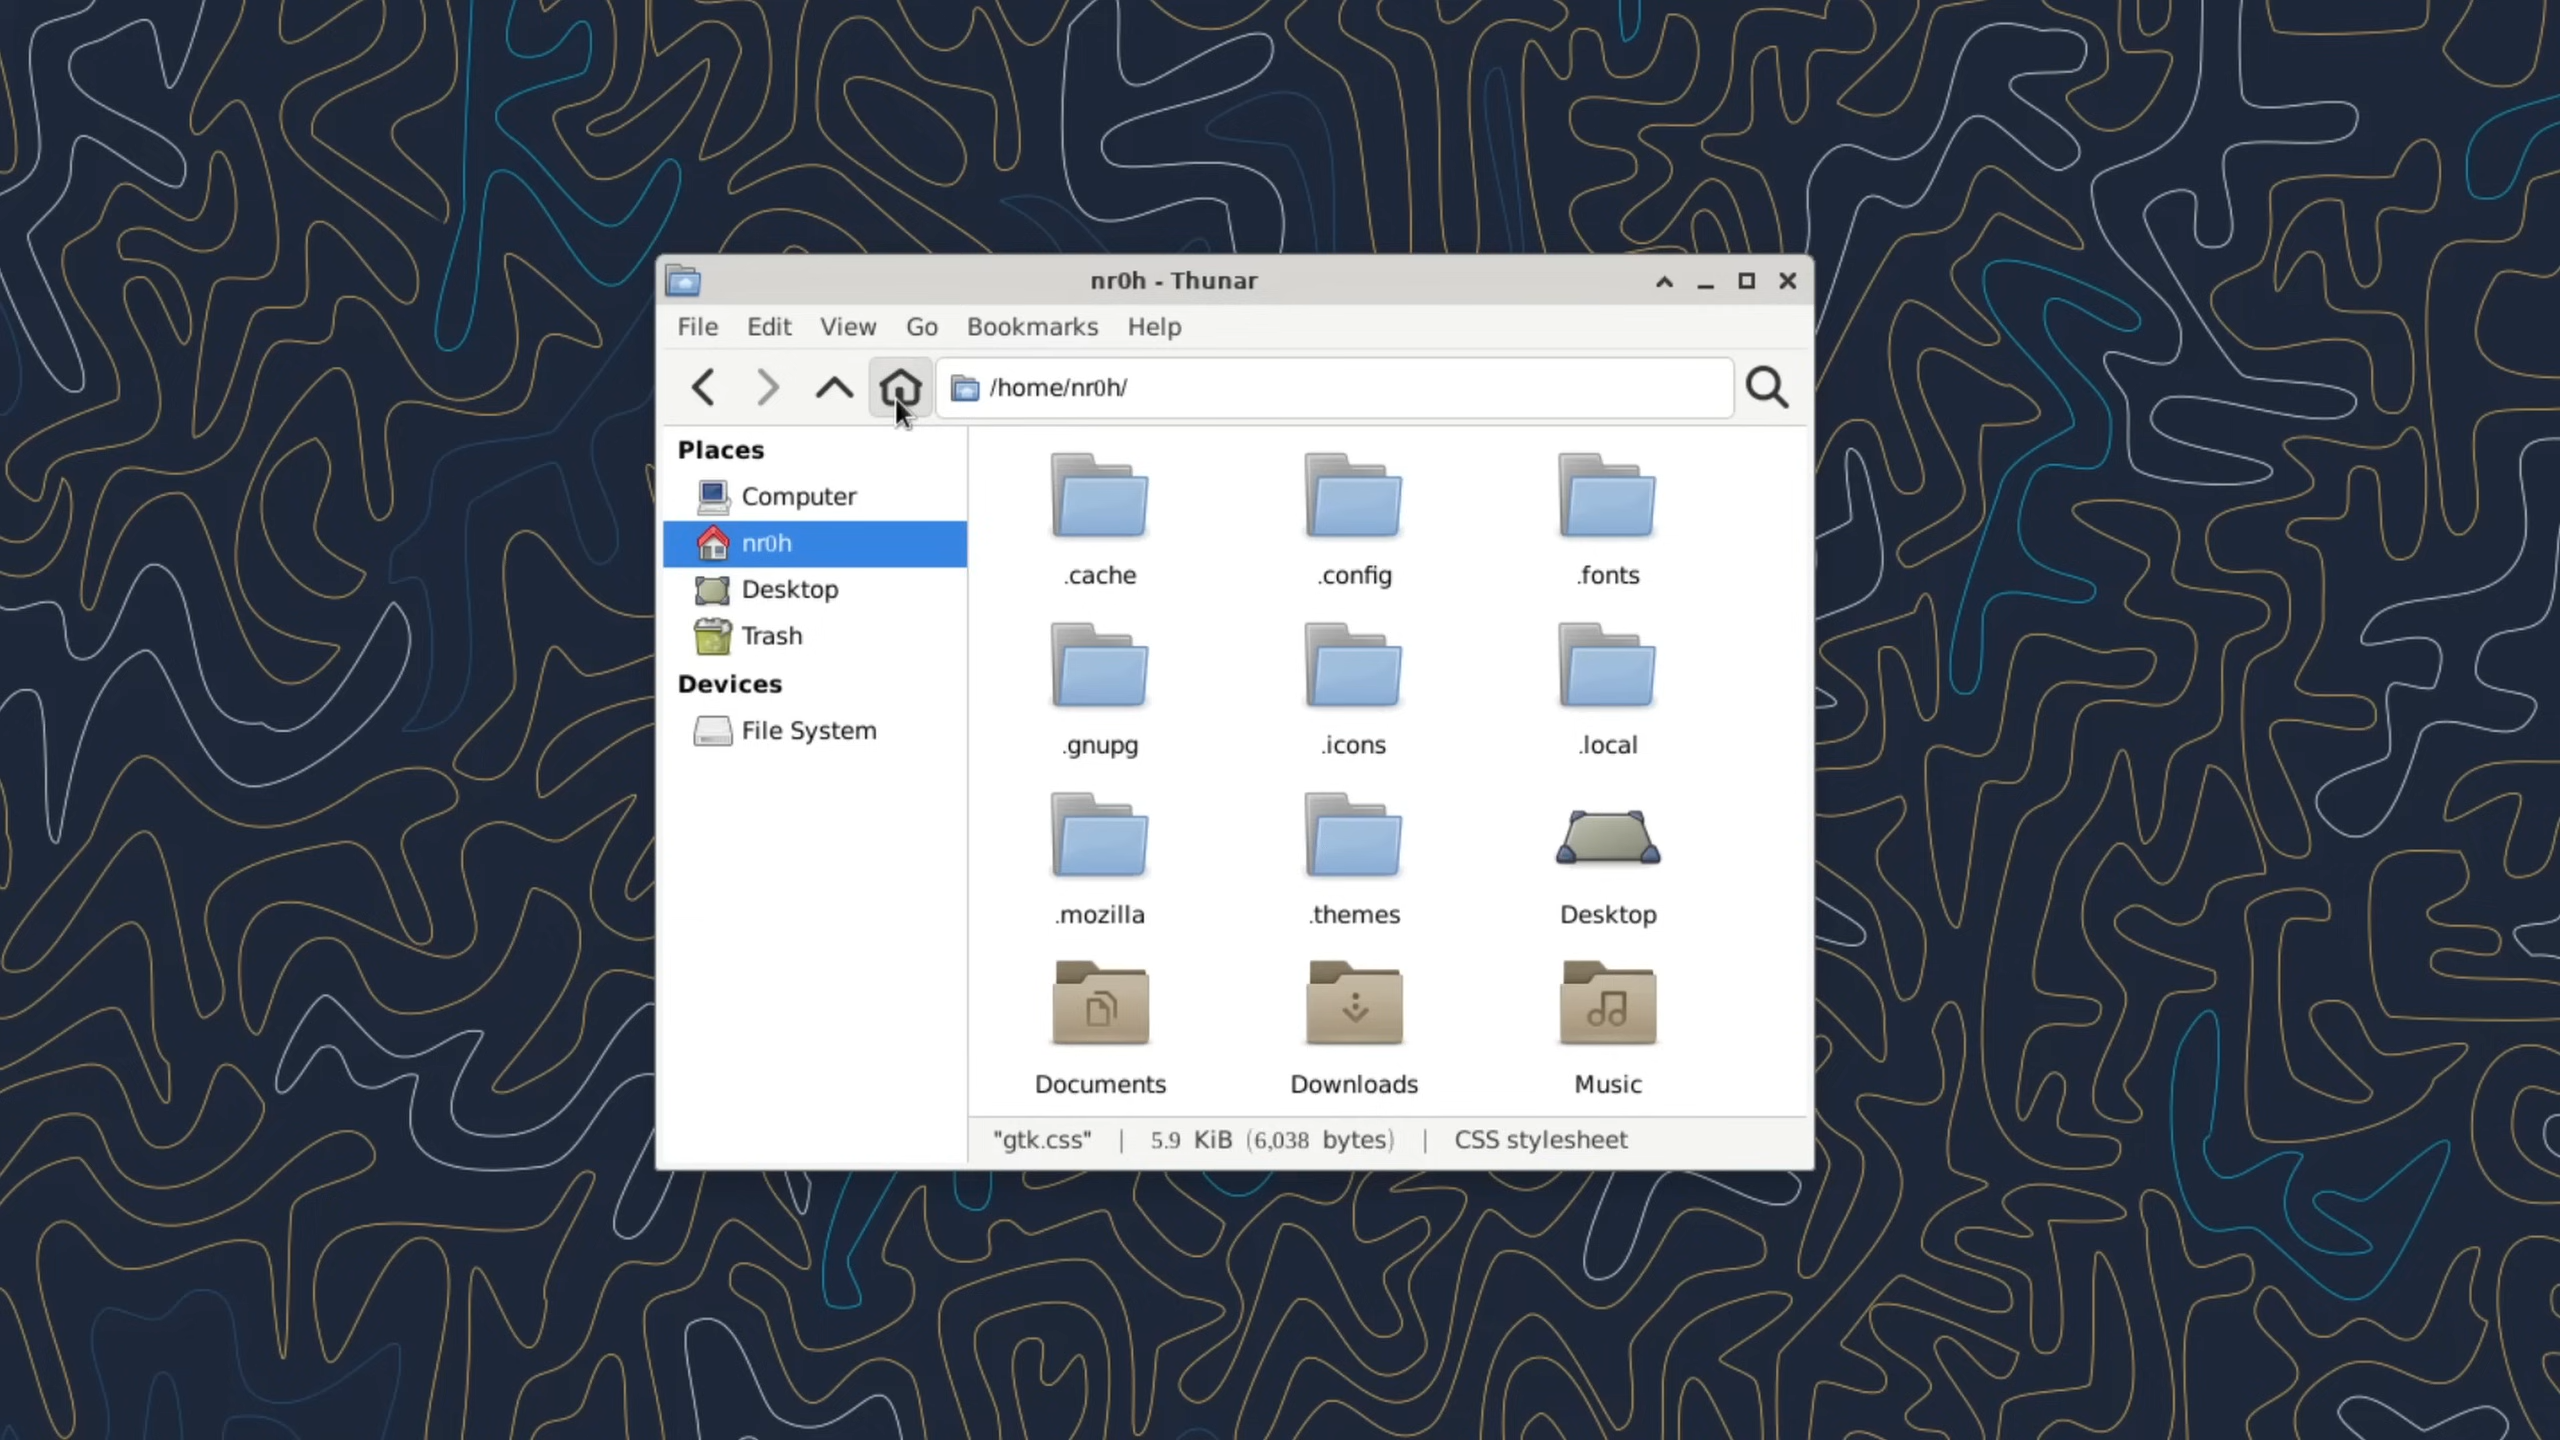 nr0h - Thunar
File Edit View Go Bookmarks Help
/home/nr0h/
Places
Computer
nr0h
Desktop
Trash
Devices
File System
.cache .config .fonts
.gnupg .icons .local
.mozilla .themes Desktop
Documents Downloads Music
"gtk.css" | 5.9 KiB (6,038 bytes) | CSS stylesheet